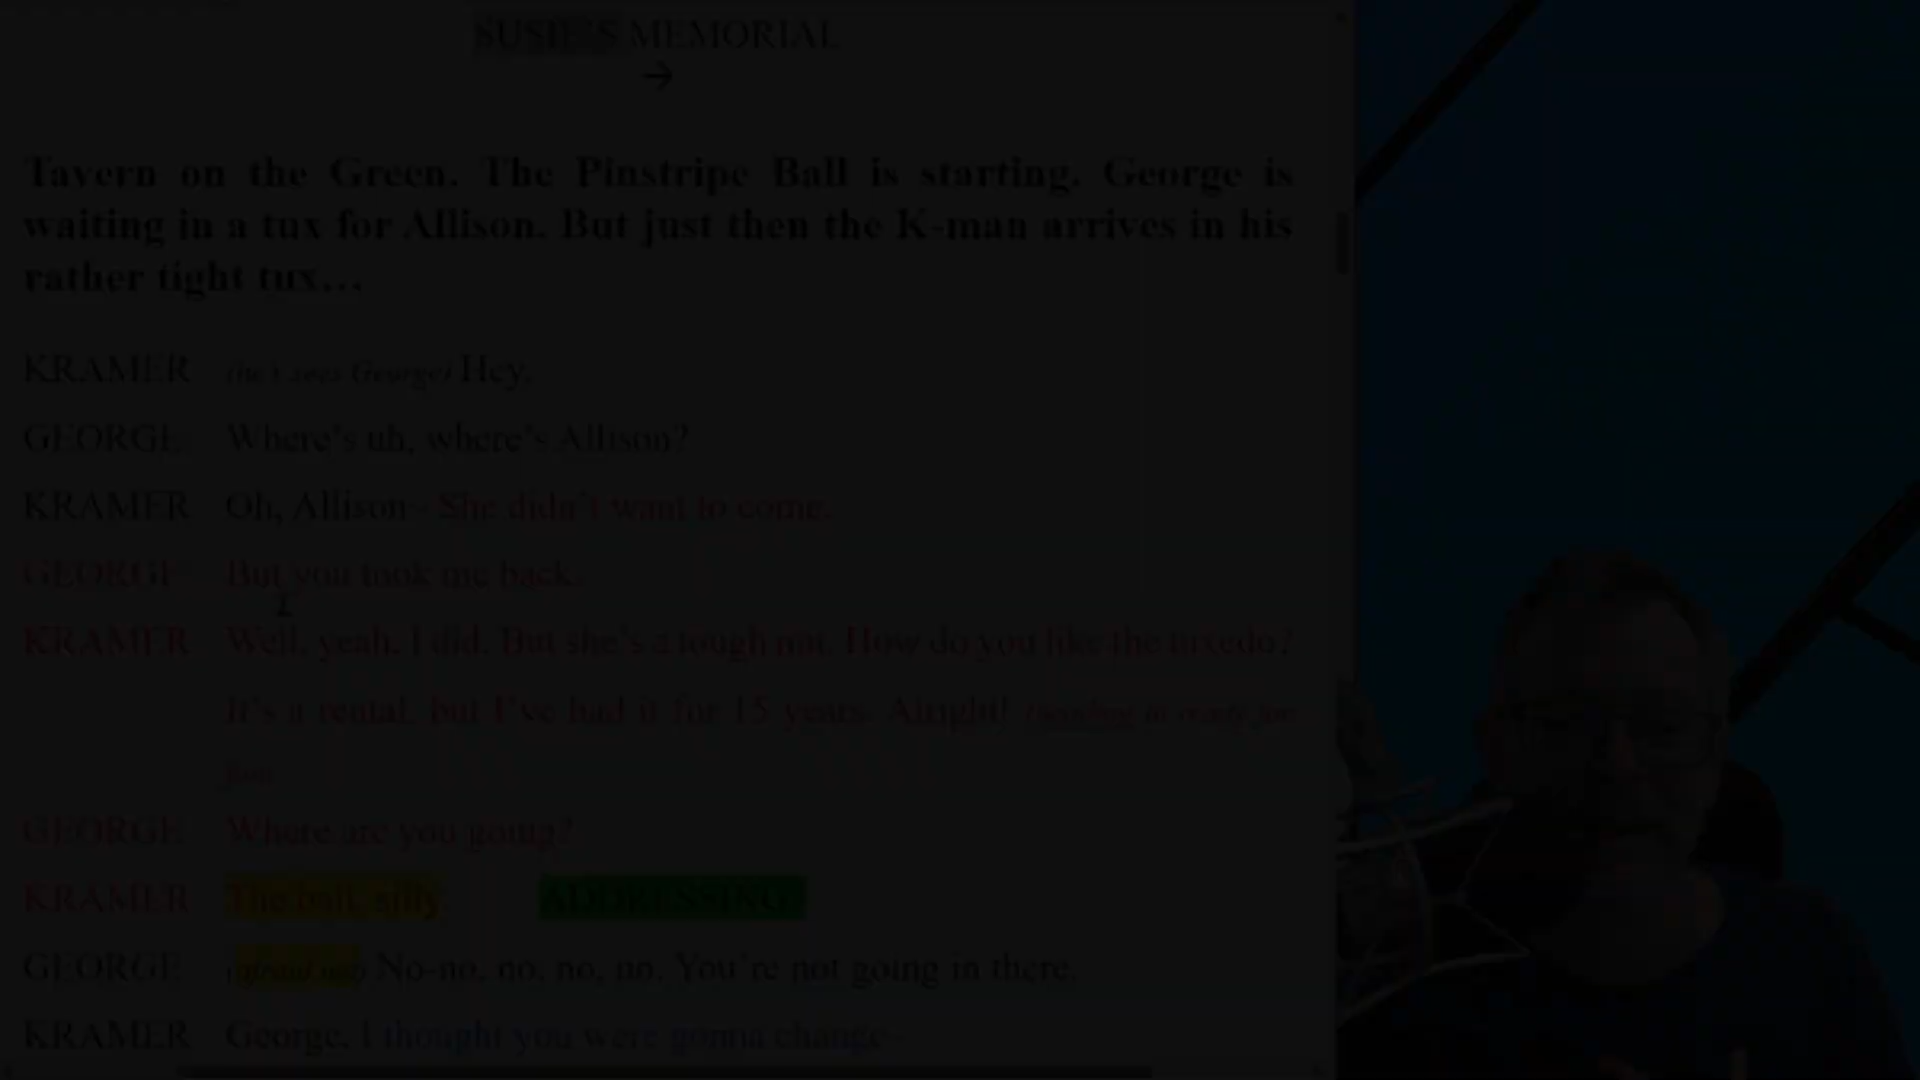 SUSIE'S MEMORIAL
→
Tavern on the Green. The Pinstripe Ball is starting. George is
waiting in a tux for Allison. But just then the K-man arrives in his
rather tight tux…
KRAMER Hey.
GEORGE Where's uh, where's Allison?
KRAMER Oh, Allison - She didn't want to come.
GEORGE But you took me back.
KRAMER Well, yeah, I did. But she's a tough nut. How do you like the tuxedo?
It's a rental, but I've had it for 15 years. Alright!
GEORGE Where are you going?
KRAMER The ball, silly. ADDRESSING
GEORGE No-no, no, no, no. You're not going in there.
KRAMER George, I thought you were gonna change-